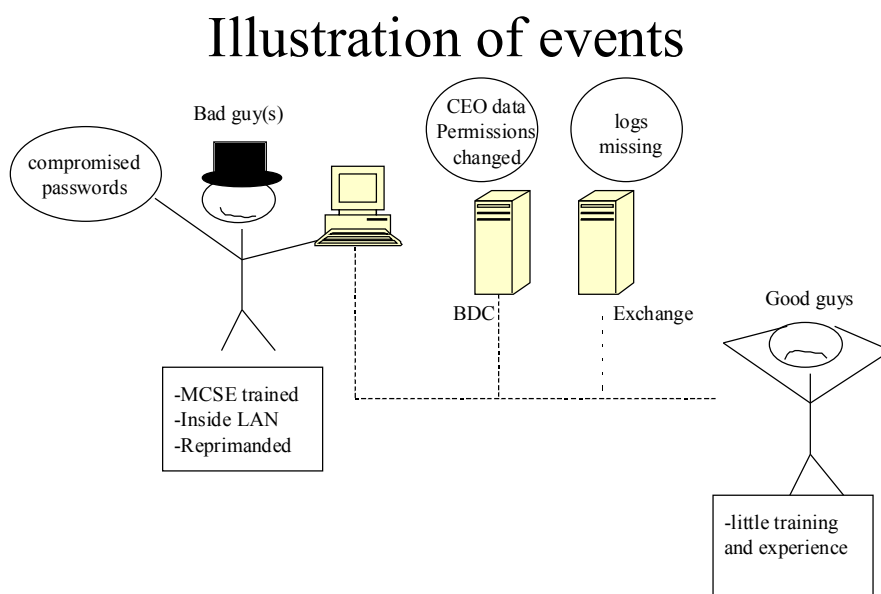 Illustration of events
Bad guy(s)
compromised
passwords
CEO data
Permissions
changed
logs
missing
BDC
Exchange
Good guys
-MCSE trained
-Inside LAN
-Reprimanded
-little training
and experience